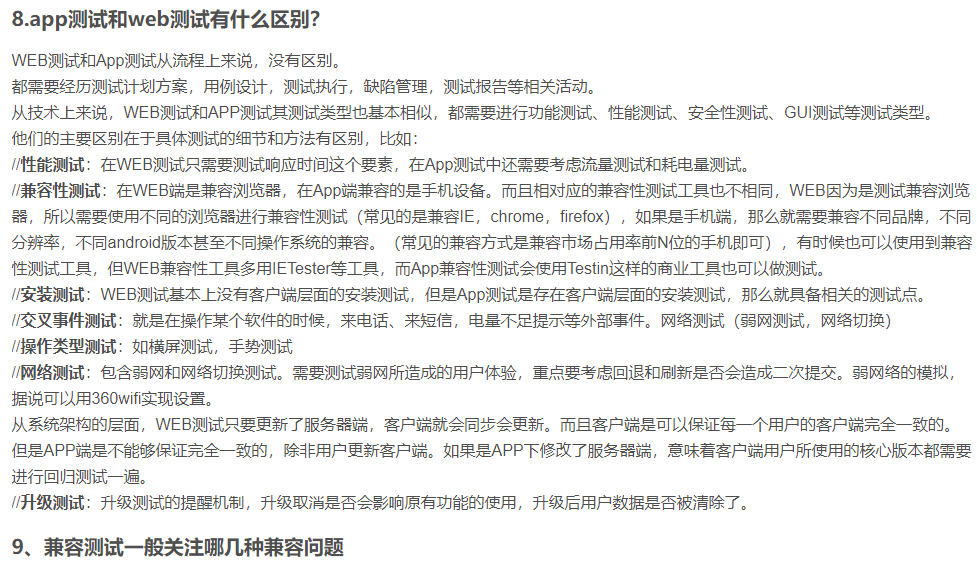 8.app测试和web测试有什么区别？
WEB测试和App测试从流程上来说，没有区别。
都需要经历测试计划方案，用例设计，测试执行，缺陷管理，测试报告等相关活动。
从技术上来说，WEB测试和APP测试其测试类型也基本相似，都需要进行功能测试、性能测试、安全性测试、GUI测试等测试类型。
他们的主要区别在于具体测试的细节和方法有区别，比如：
//性能测试：在WEB测试只需要测试响应时间这个要素，在App测试中还需要考虑流量测试和耗电量测试。
//兼容性测试：在WEB端是兼容浏览器，在App端兼容的是手机设备。而且相对应的兼容性测试工具也不相同，WEB因为是测试兼容浏览
器，所以需要使用不同的浏览器进行兼容性测试（常见的是兼容IE，chrome，firefox），如果是手机端，那么就需要兼容不同品牌，不同
分辨率，不同android版本甚至不同操作系统的兼容。（常见的兼容方式是兼容市场占用率前N位的手机即可），有时候也可以使用到兼容
性测试工具，但WEB兼容性工具多用IETester等工具，而App兼容性测试会使用Testin这样的商业工具也可以做测试。
//安装测试：WEB测试基本上没有客户端层面的安装测试，但是App测试是存在客户端层面的安装测试，那么就具备相关的测试点。
//交叉事件测试：就是在操作某个软件的时候，来电话、来短信，电量不足提示等外部事件。网络测试（弱网测试，网络切换）
//操作类型测试：如横屏测试，手势测试
//网络测试：包含弱网和网络切换测试。需要测试弱网所造成的用户体验，重点要考虑回退和刷新是否会造成二次提交。弱网络的模拟，
据说可以用360wifi实现设置。
从系统架构的层面，WEB测试只要更新了服务器端，客户端就会同步会更新。而且客户端是可以保证每一个用户的客户端完全一致的。
但是APP端是不能够保证完全一致的，除非用户更新客户端。如果是APP下修改了服务器端，意味着客户端用户所使用的核心版本都需要
进行回归测试一遍。
//升级测试：升级测试的提醒机制，升级取消是否会影响原有功能的使用，升级后用户数据是否被清除了。
9、兼容测试一般关注哪几种兼容问题